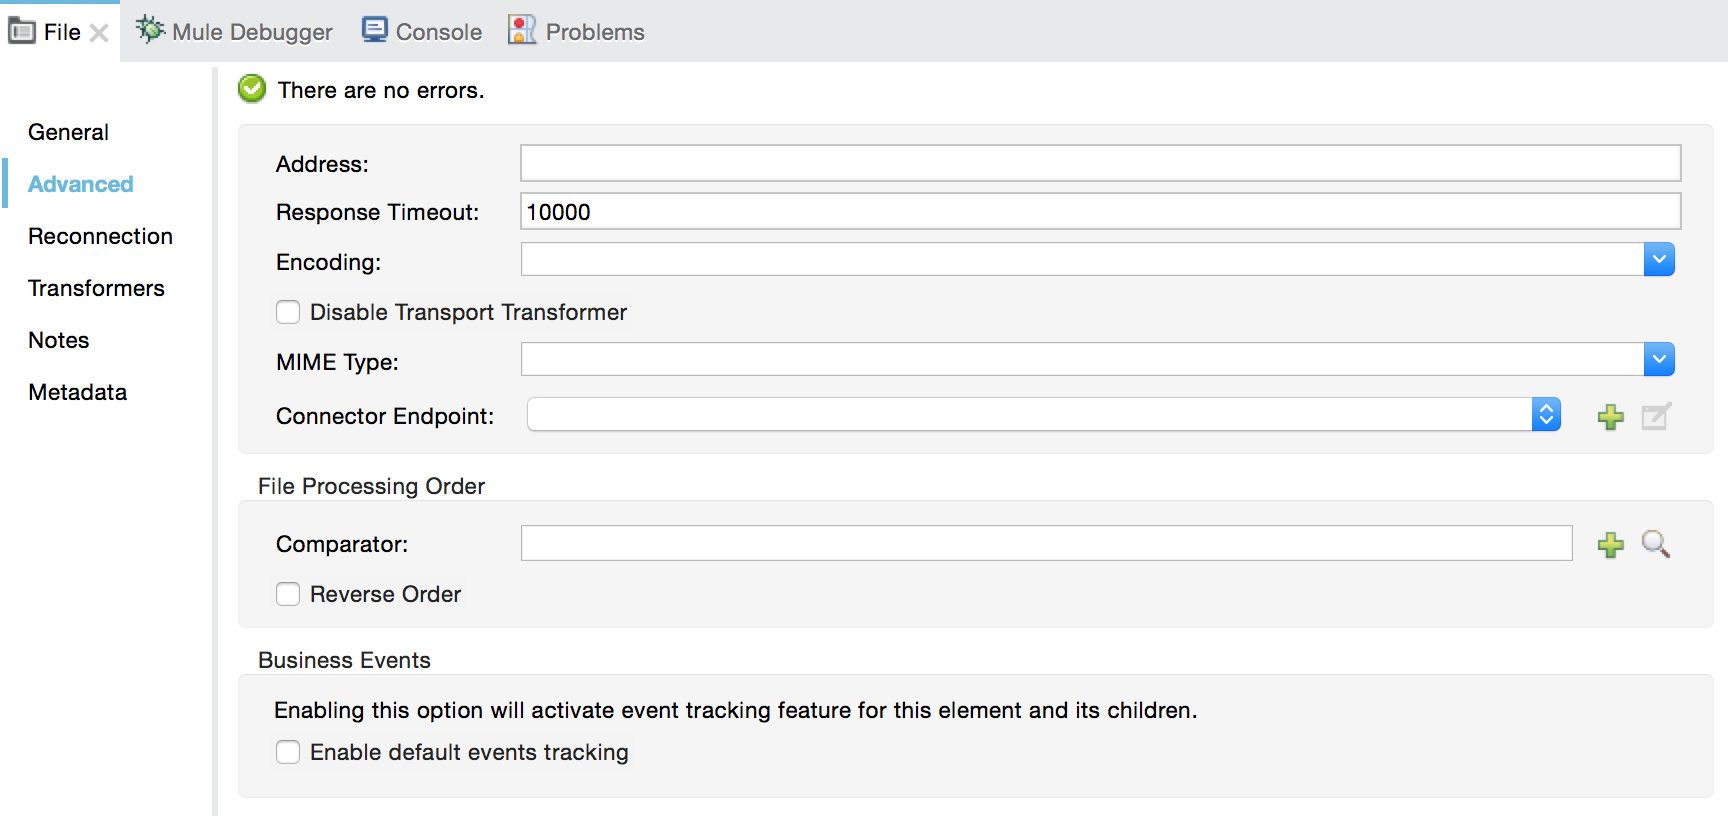 File Mule Debugger Console Problems
There are no errors.
General
Advanced
Reconnection
Transformers
Notes
Metadata
Address:
Response Timeout: 10000
Encoding:
Disable Transport Transformer
MIME Type:
Connector Endpoint:
File Processing Order
Comparator:
Reverse Order
Business Events
Enabling this option will activate event tracking feature for this element and its children.
Enable default events tracking